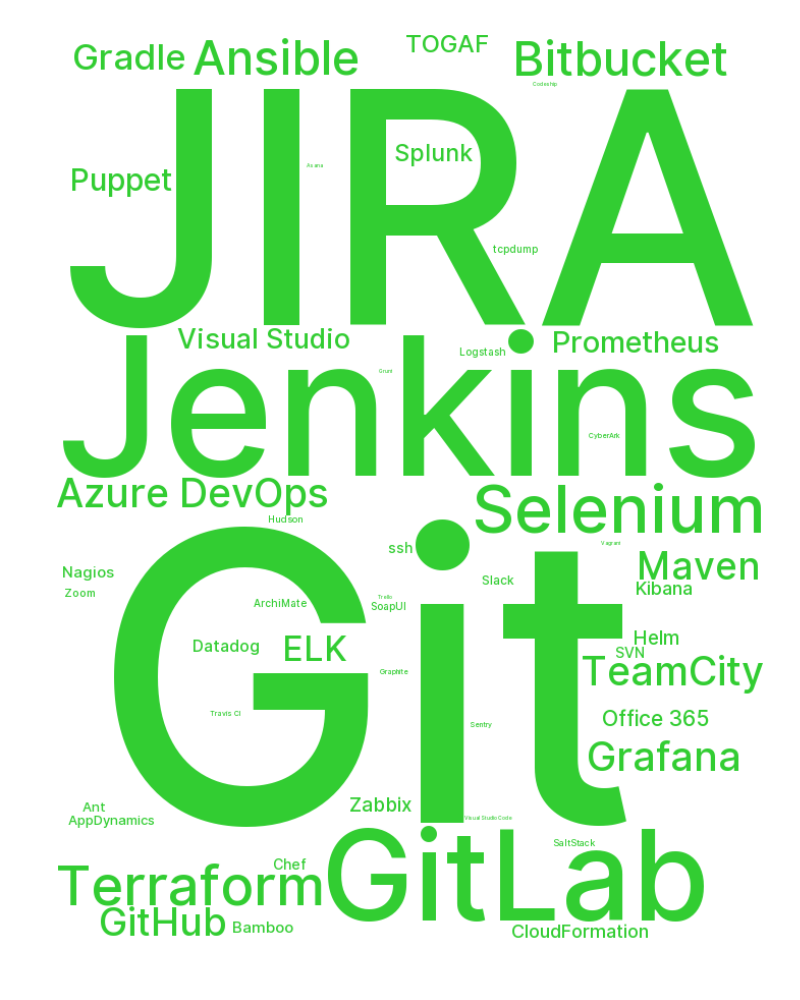 TOGAF
Gradle Ansible Bitbucket
Codeship
JIRA
Splunk
Asana
Puppet
tcpdump
Visual Studio
Prometheus
Logstash
Jenkins
Grunt
CyberArk
Azure DevOps
Selenium
Hudson
Git
ssh
Vagrant
Maven
Nagios
Slack
Kibana
Zoom
Trello
ArchiMate
SoapUI
Helm
Datadog
ELK
SVN
TeamCity
Graphite
Travis CI
Office 365
Sentry
Grafana
Zabbix
Ant
AppDynamics
Visual Studio Code
GitLab
SaltStack
Chef
Terraform
GitHub
Bamboo
CloudFormation